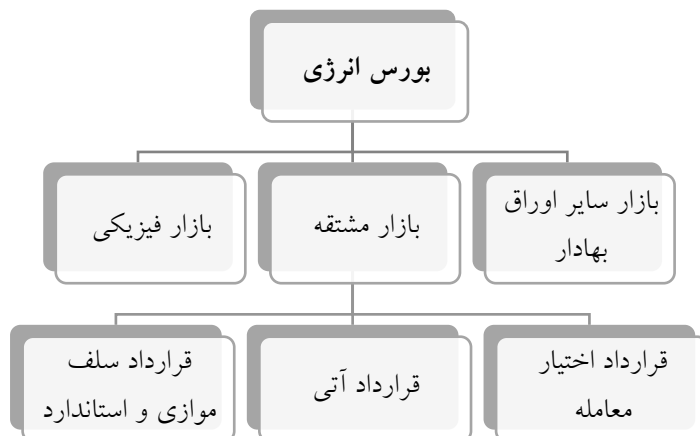 بورس انرژی
بازار سایر اوراق
بهادار
بازار مشتقه
بازار فیزیکی
قرارداد اختیار
معامله
قرارداد آتی
قرارداد سلف
موازی و استاندارد